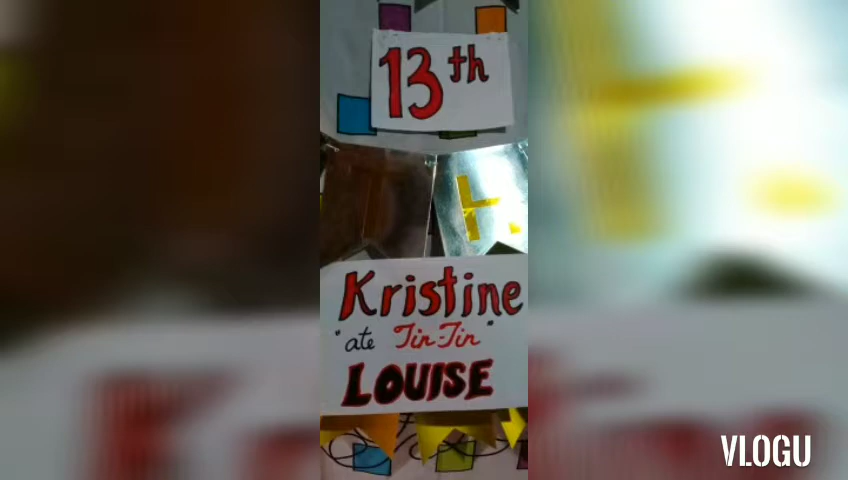 13th
T H
Kristine
"ate Tin-Tin"
LOUISE
VLOGU